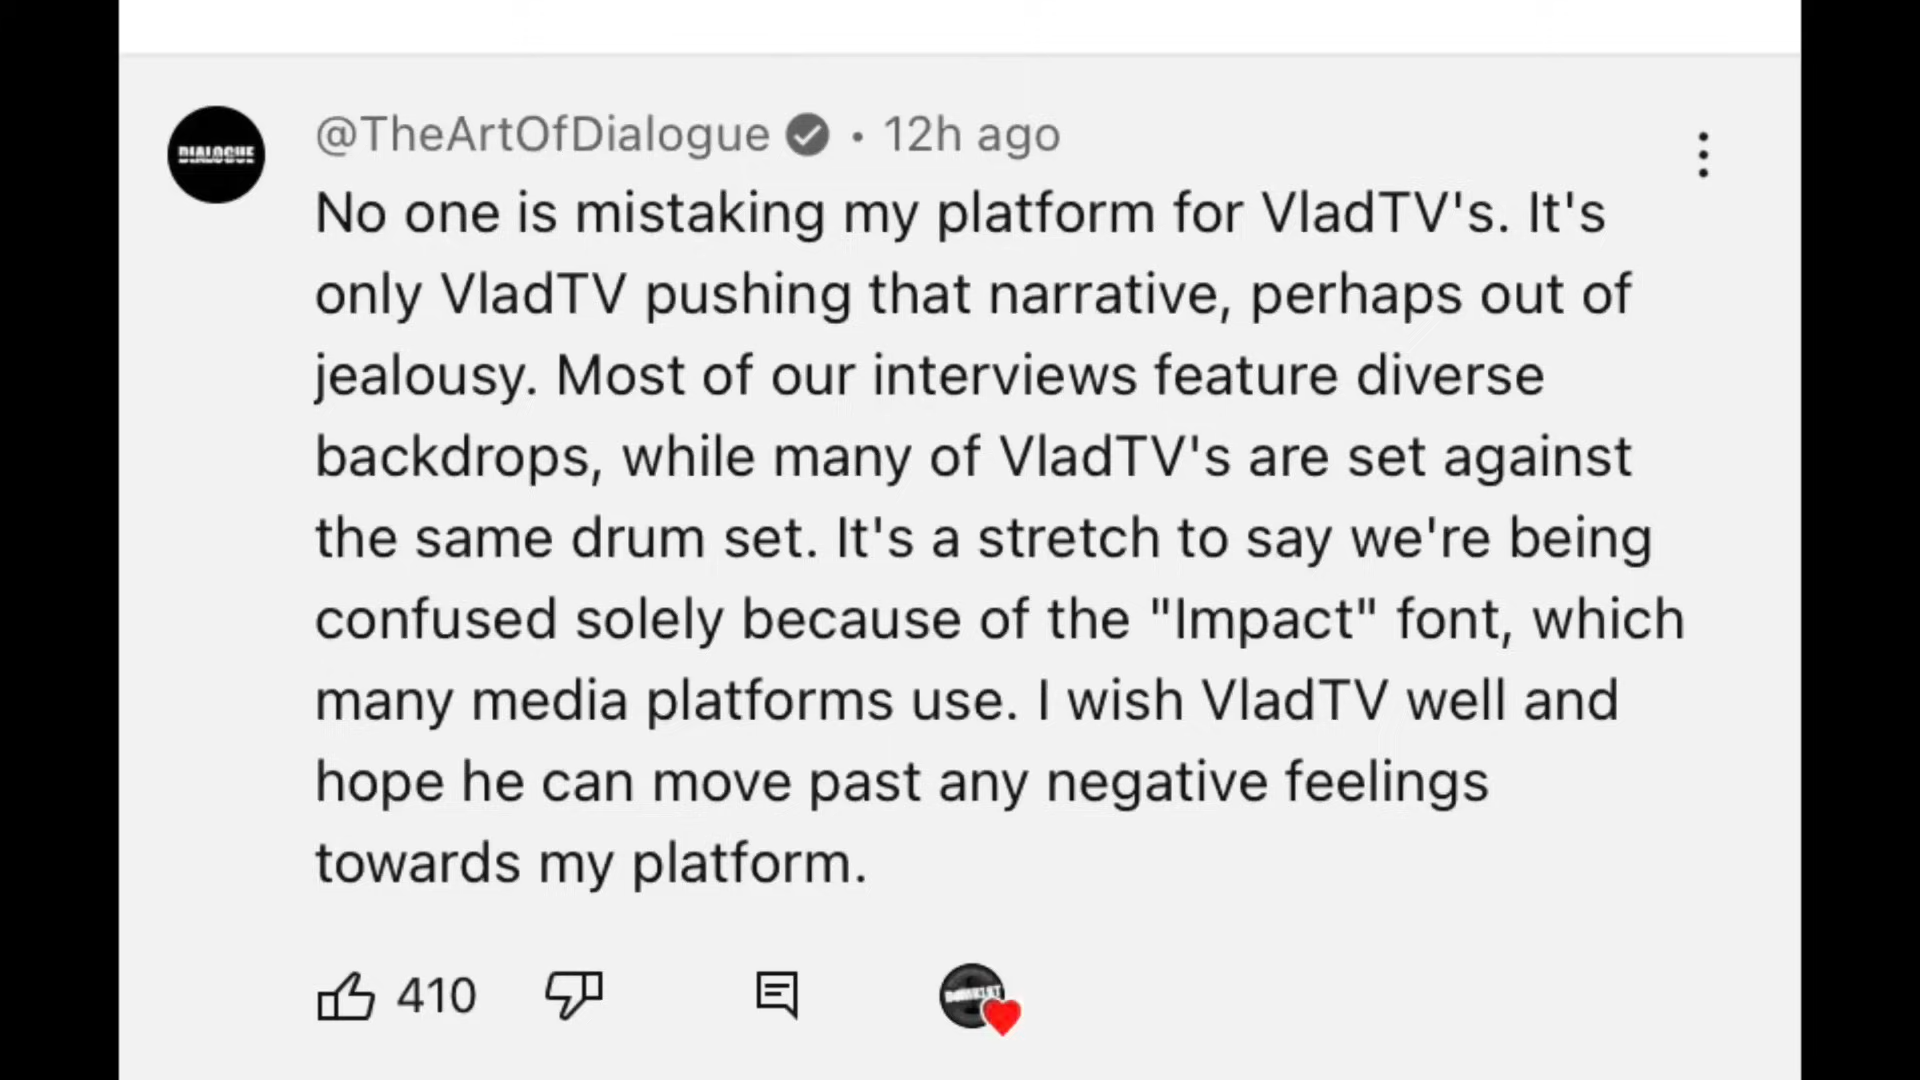 DIALOGUE
@TheArtOfDialogue • 12h ago
No one is mistaking my platform for VladTV's. It's
only VladTV pushing that narrative, perhaps out of
jealousy. Most of our interviews feature diverse
backdrops, while many of VladTV's are set against
the same drum set. It's a stretch to say we're being
confused solely because of the "Impact" font, which
many media platforms use. I wish VladTV well and
hope he can move past any negative feelings
towards my platform.
410